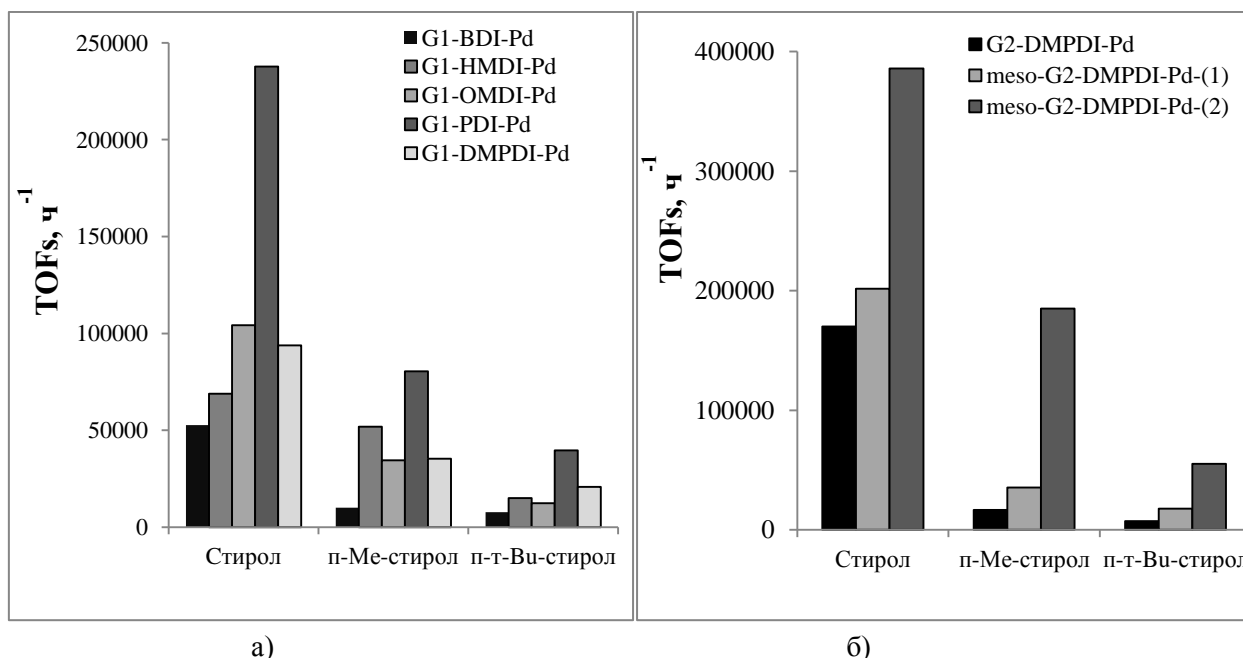 TOFs, ч-1
250000
200000
150000
100000
50000
0
G1-BDI-Pd
G1-HMDI-Pd
G1-OMDI-Pd
G1-PDI-Pd
G1-DMPDI-Pd
Стирол п-Ме-стирол п-т-Bu-стирол
а)
TOFs, ч-1
400000
300000
200000
100000
0
G2-DMPDI-Pd
meso-G2-DMPDI-Pd-(1)
meso-G2-DMPDI-Pd-(2)
Стирол п-Ме-стирол п-т-Bu-стирол
б)